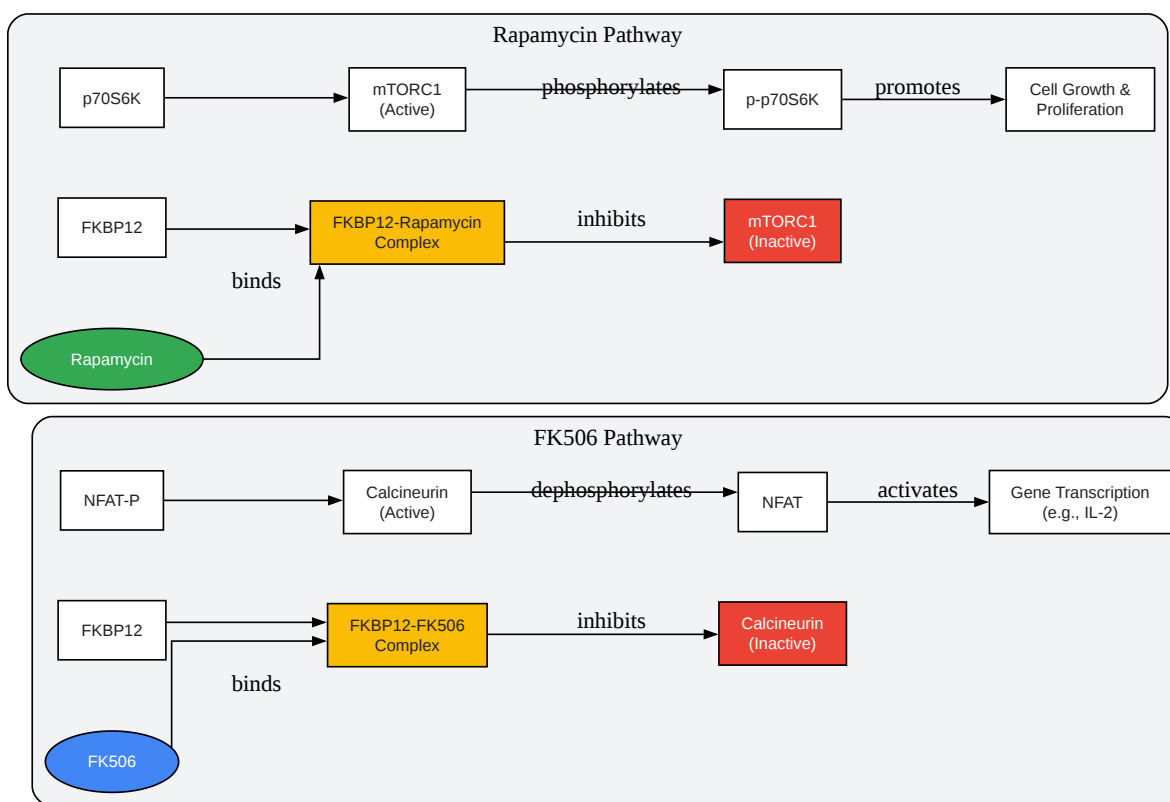 Rapamycin Pathway
p70S6K
mTORC1
(Active)
phosphorylates
p-p70S6K
promotes
Cell Growth &
Proliferation
FKBP12
FKBP12-Rapamycin
Complex
inhibits
mTORC1
(Inactive)
binds
Rapamycin
FK506 Pathway
NFAT-P
Calcineurin
(Active)
dephosphorylates
NFAT
activates
Gene Transcription
(e.g., IL-2)
FKBP12
FKBP12-FK506
Complex
inhibits
Calcineurin
(Inactive)
binds
FK506